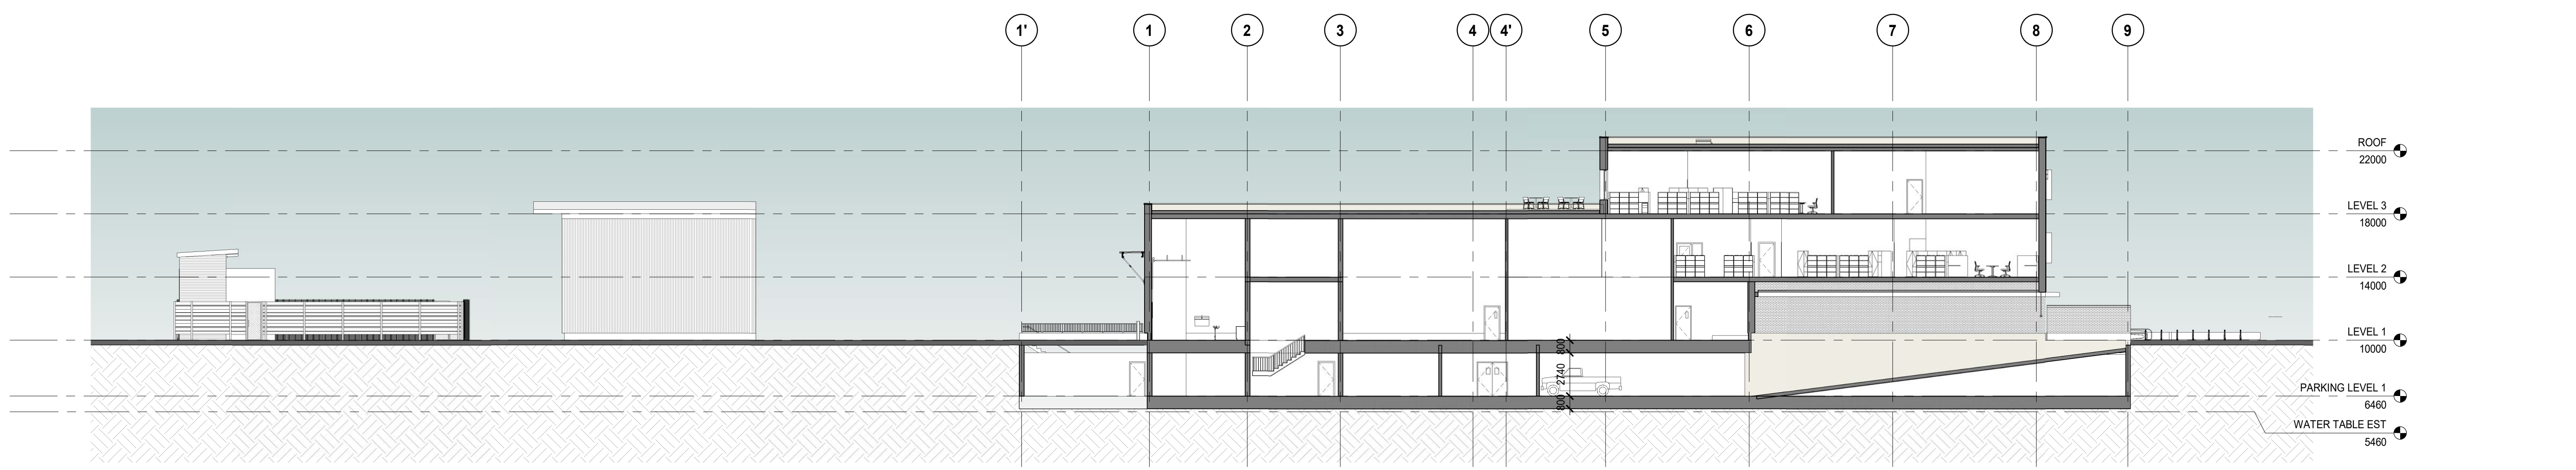 1' 1 2 3 4 4' 5 6 7 8 9
ROOF
22000
LEVEL 3
18000
LEVEL 2
14000
LEVEL 1
10000
800
2740
800
PARKING LEVEL 1
6460
WATER TABLE EST
5460